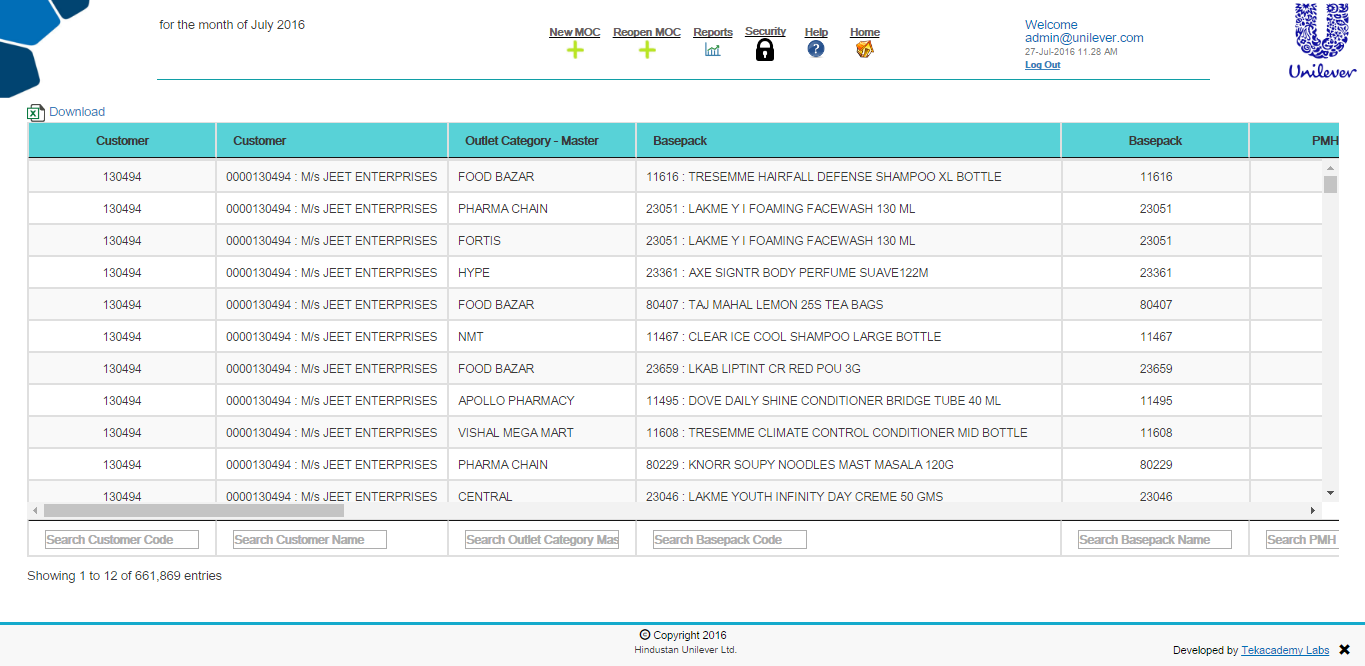 for the month of July 2016
New MOC Reopen MOC Reports Security Help Home
Welcome
admin@unilever.com
27-Jul-2016 11.28 AM
Log Out
Unilever
Download
Customer Customer Outlet Category - Master Basepack Basepack PMH
130494 0000130494 : M/s JEET ENTERPRISES FOOD BAZAR 11616 : TRESEMME HAIRFALL DEFENSE SHAMPOO XL BOTTLE 11616
130494 0000130494 : M/s JEET ENTERPRISES PHARMA CHAIN 23051 : LAKME Y I FOAMING FACEWASH 130 ML 23051
130494 0000130494 : M/s JEET ENTERPRISES FORTIS 23051 : LAKME Y I FOAMING FACEWASH 130 ML 23051
130494 0000130494 : M/s JEET ENTERPRISES HYPE 23361 : AXE SIGNTR BODY PERFUME SUAVE122M 23361
130494 0000130494 : M/s JEET ENTERPRISES FOOD BAZAR 80407 : TAJ MAHAL LEMON 25S TEA BAGS 80407
130494 0000130494 : M/s JEET ENTERPRISES NMT 11467 : CLEAR ICE COOL SHAMPOO LARGE BOTTLE 11467
130494 0000130494 : M/s JEET ENTERPRISES FOOD BAZAR 23659 : LKAB LIPTINT CR RED POU 3G 23659
130494 0000130494 : M/s JEET ENTERPRISES APOLLO PHARMACY 11495 : DOVE DAILY SHINE CONDITIONER BRIDGE TUBE 40 ML 11495
130494 0000130494 : M/s JEET ENTERPRISES VISHAL MEGA MART 11608 : TRESEMME CLIMATE CONTROL CONDITIONER MID BOTTLE 11608
130494 0000130494 : M/s JEET ENTERPRISES PHARMA CHAIN 80229 : KNORR SOUPY NOODLES MAST MASALA 120G 80229
130494 0000130494 : M/s JEET ENTERPRISES CENTRAL 23046 : LAKME YOUTH INFINITY DAY CREME 50 GMS 23046
Search Customer Code Search Customer Name Search Outlet Category Mas Search Basepack Code Search Basepack Name Search PMH
Showing 1 to 12 of 661,869 entries
© Copyright 2016
Hindustan Unilever Ltd.
Developed by Tekacademy Labs